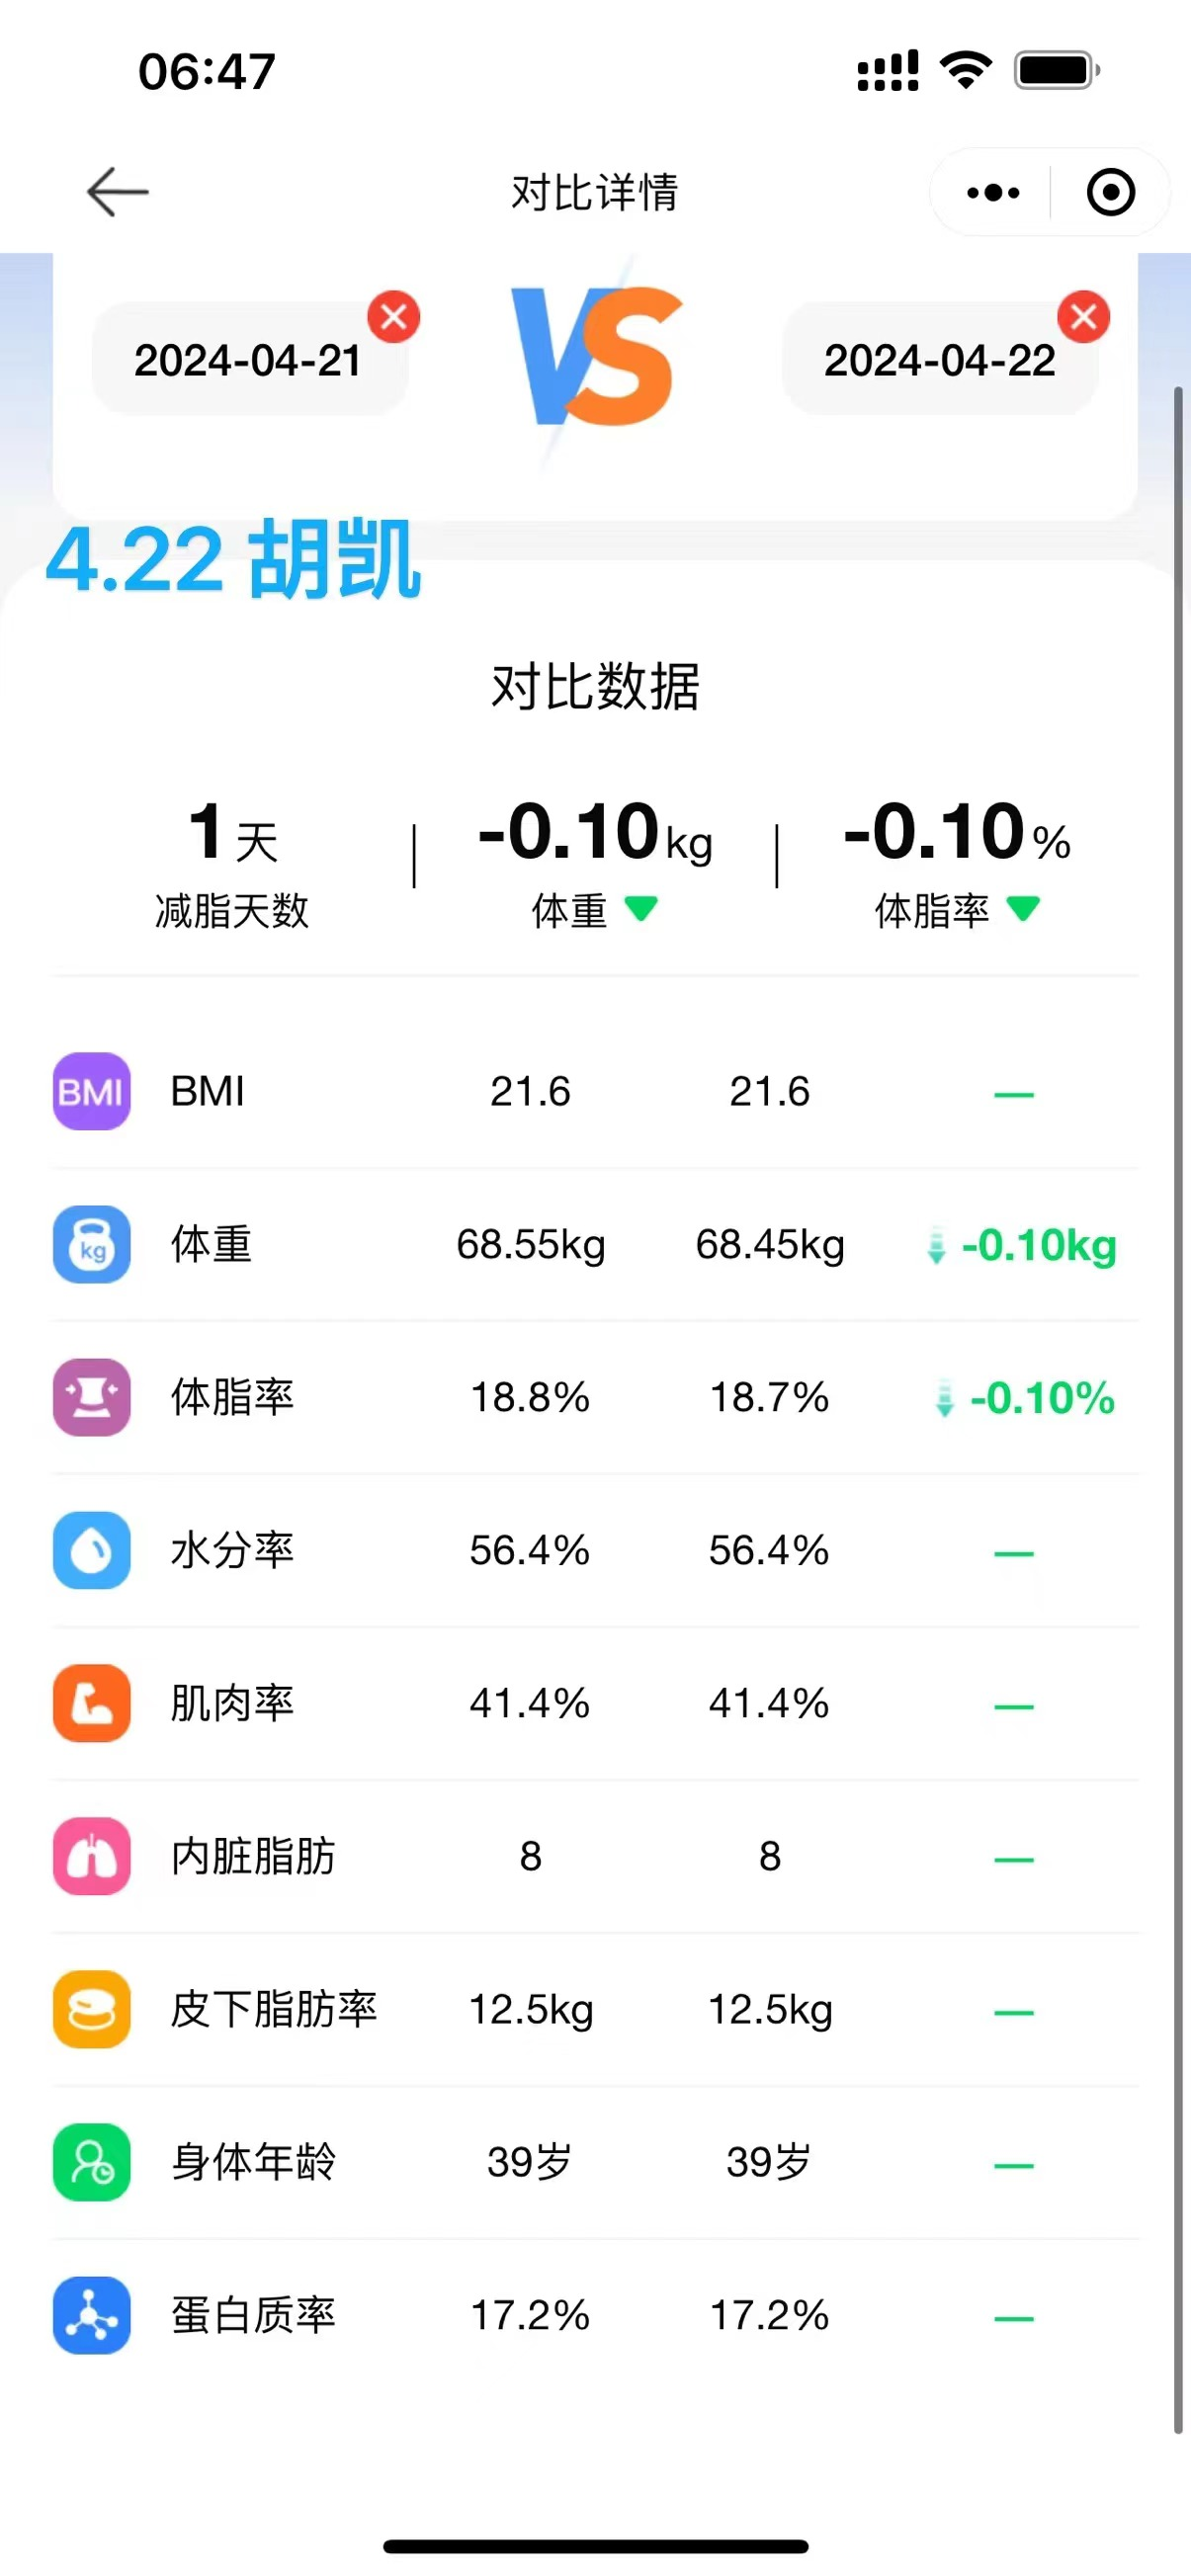 06:47
对比详情
2024-04-21 VS 2024-04-22
4.22 胡凯
对比数据
1天 | -0.10kg | -0.10%
减脂天数 体重 体脂率
BMI BMI 21.6 21.6 —
kg 体重 68.55kg 68.45kg -0.10kg
体脂率 18.8% 18.7% -0.10%
水分率 56.4% 56.4% —
肌肉率 41.4% 41.4% —
内脏脂肪 8 8 —
皮下脂肪率 12.5kg 12.5kg —
身体年龄 39岁 39岁 —
蛋白质率 17.2% 17.2% —